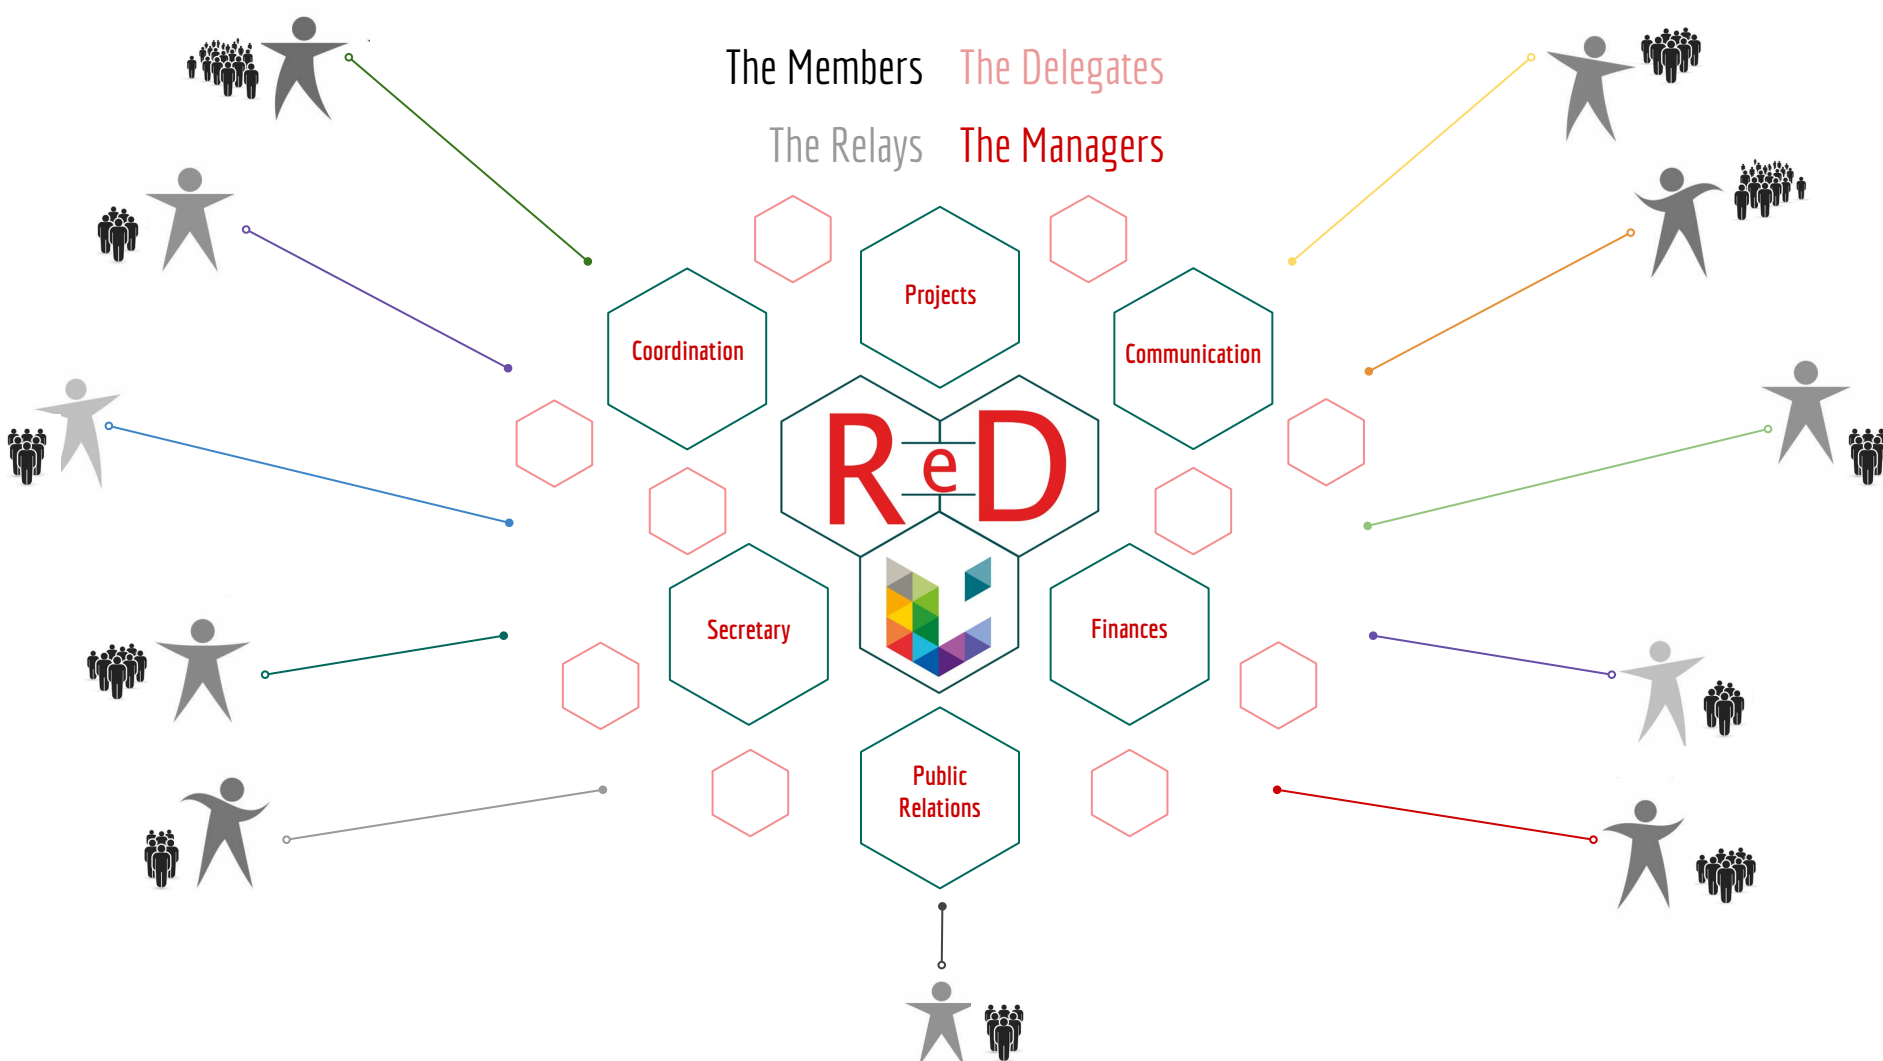 The Members The Delegates
The Relays The Managers
Projects
Coordination
Communication
ReD
Secretary
Finances
Public
Relations